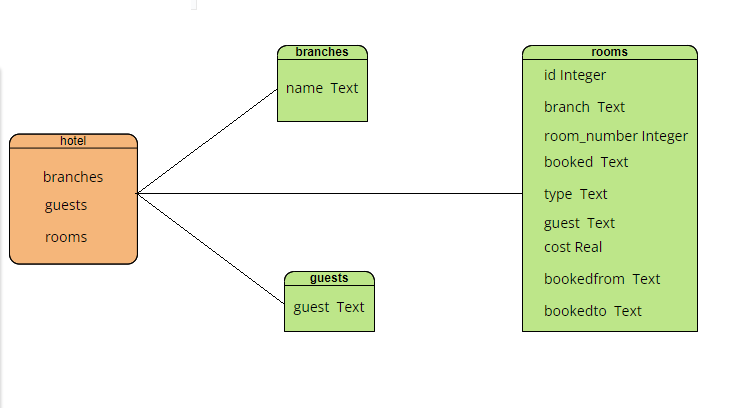 hotel
branches
guests
rooms
branches
name Text
guests
guest Text
rooms
id Integer
branch Text
room_number Integer
booked Text
type Text
guest Text
cost Real
bookedfrom Text
bookedto Text